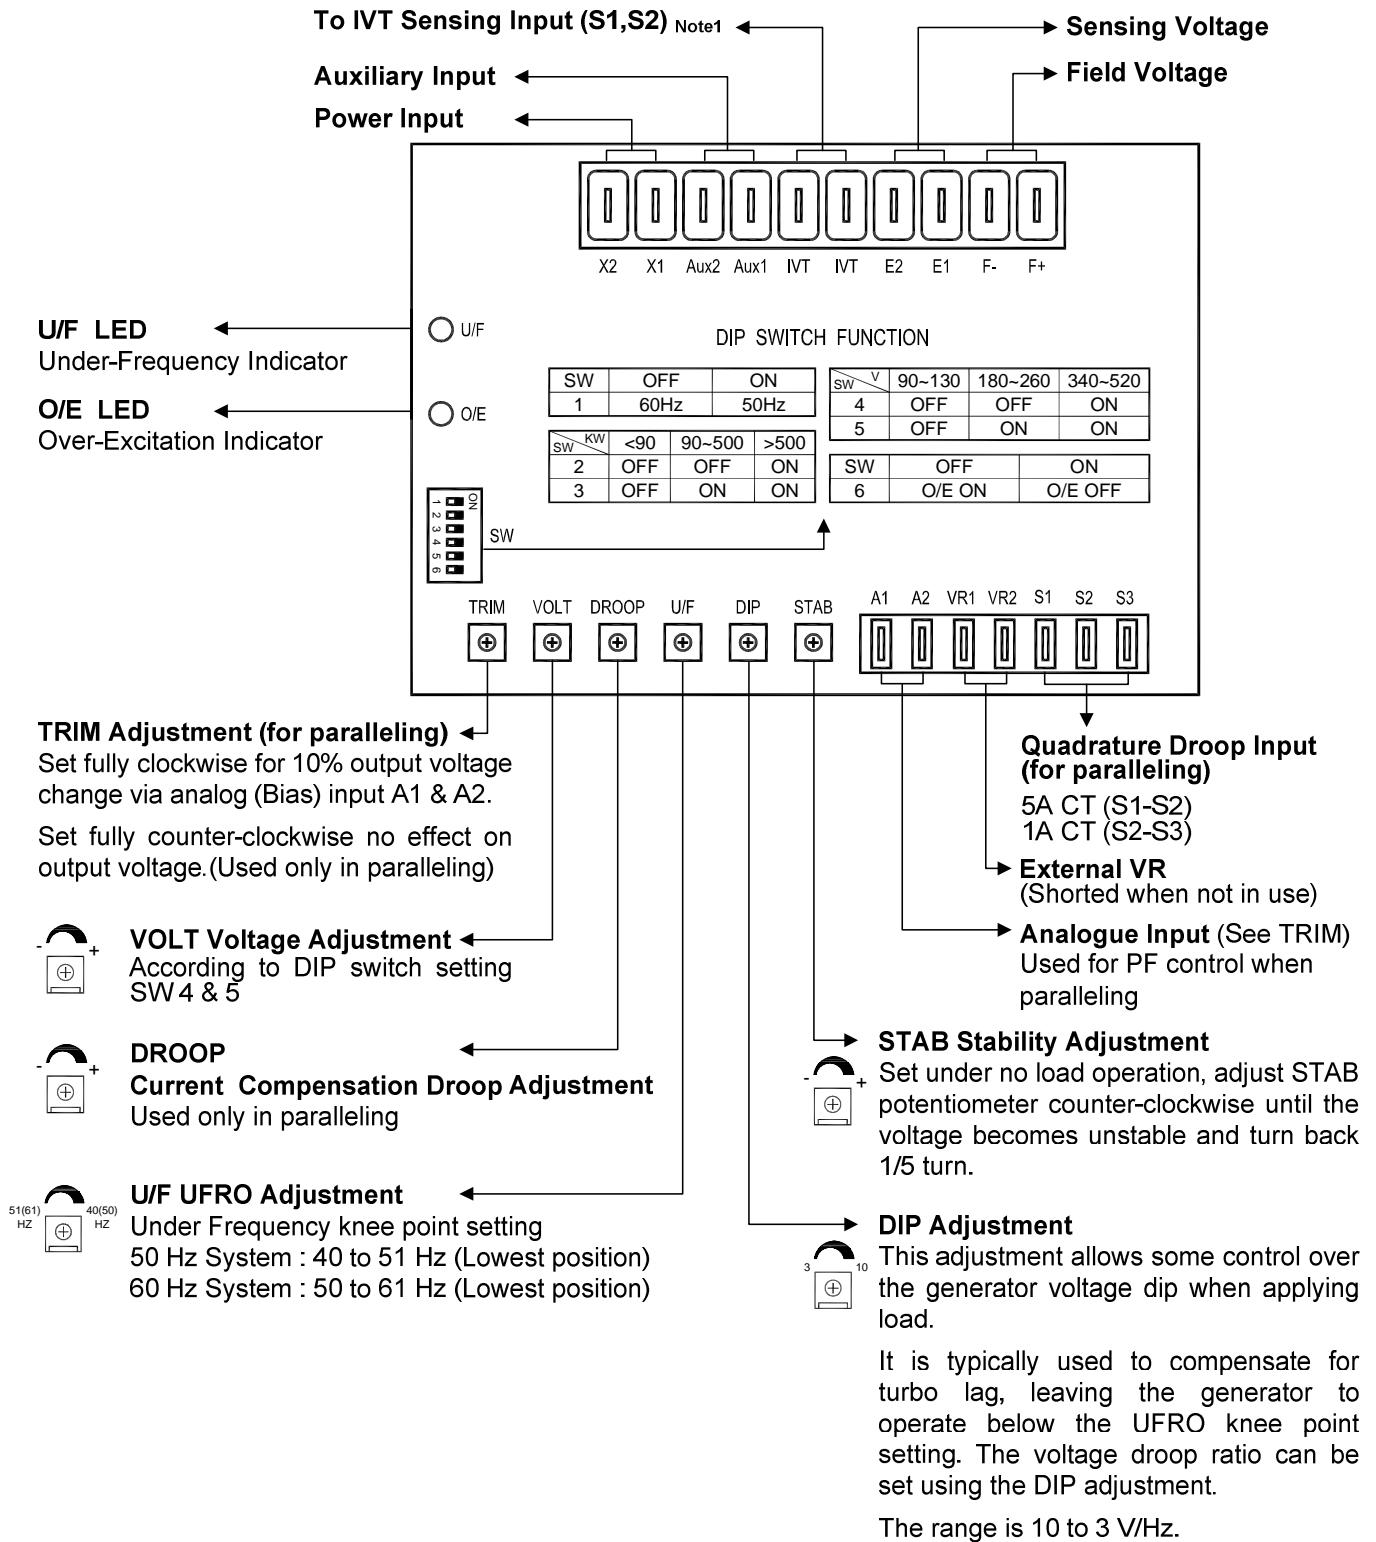 To IVT Sensing Input (S1,S2) Note1
Sensing Voltage
Auxiliary Input
Field Voltage
Power Input
X2 X1 Aux2 Aux1 IVT IVT E2 E1 F- F+
U/F LED
Under-Frequency Indicator
U/F
O/E LED
Over-Excitation Indicator
O/E
DIP SWITCH FUNCTION
SW OFF ON
1 60Hz 50Hz
SW V 90~130 180~260 340~520
4 OFF OFF ON
5 OFF ON ON
SW KW <90 90~500 >500
2 OFF OFF ON
3 OFF ON ON
SW OFF ON
6 O/E ON O/E OFF
ON
1
2
3
4
5
6
SW
TRIM VOLT DROOP U/F DIP STAB
A1 A2 VR1 VR2 S1 S2 S3
TRIM Adjustment (for paralleling)
Set fully clockwise for 10% output voltage
change via analog (Bias) input A1 & A2.
Set fully counter-clockwise no effect on
output voltage.(Used only in paralleling)
- +
VOLT Voltage Adjustment
According to DIP switch setting
SW 4 & 5
- +
DROOP
Current Compensation Droop Adjustment
Used only in paralleling
51(61) HZ
40(50) HZ
U/F UFRO Adjustment
Under Frequency knee point setting
50 Hz System : 40 to 51 Hz (Lowest position)
60 Hz System : 50 to 61 Hz (Lowest position)
Quadrature Droop Input
(for paralleling)
5A CT (S1-S2)
1A CT (S2-S3)
External VR
(Shorted when not in use)
Analogue Input (See TRIM)
Used for PF control when
paralleling
- +
STAB Stability Adjustment
Set under no load operation, adjust STAB
potentiometer counter-clockwise until the
voltage becomes unstable and turn back
1/5 turn.
3 10
DIP Adjustment
This adjustment allows some control over
the generator voltage dip when applying
load.
It is typically used to compensate for
turbo lag, leaving the generator to
operate below the UFRO knee point
setting. The voltage droop ratio can be
set using the DIP adjustment.
The range is 10 to 3 V/Hz.